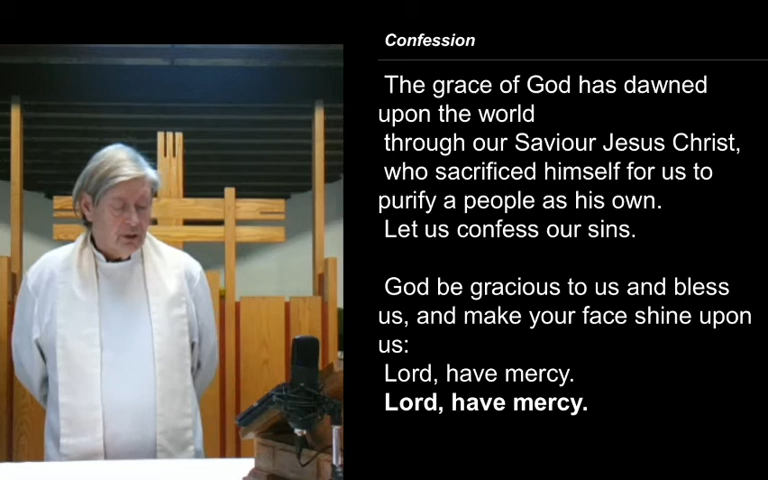 Confession
The grace of God has dawned
upon the world
through our Saviour Jesus Christ,
who sacrificed himself for us to
purify a people as his own.
Let us confess our sins.
God be gracious to us and bless
us, and make your face shine upon
us:
Lord, have mercy.
Lord, have mercy.